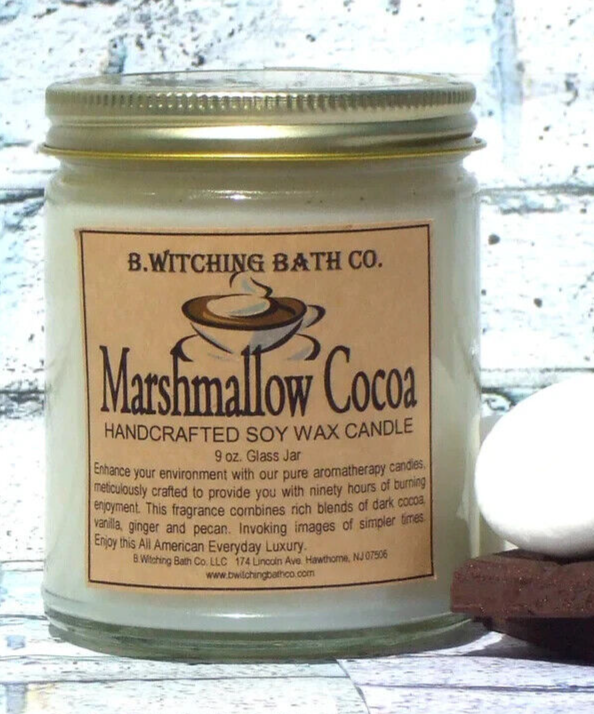 B.WITCHING BATH CO.
Marshmallow Cocoa
HANDCRAFTED SOY WAX CANDLE
9 oz. Glass Jar
Enhance your environment with our pure aromatherapy candles,
meticulously crafted to provide you with ninety hours of burning
enjoyment. This fragrance combines rich blends of dark cocoa,
vanilla, ginger and pecan. Invoking images of simpler times.
Enjoy this All American Everyday Luxury.
B.Witching Bath Co. LLC 174 Lincoln Ave. Hawthorne, NJ 07506
www.bwitchingbathco.com